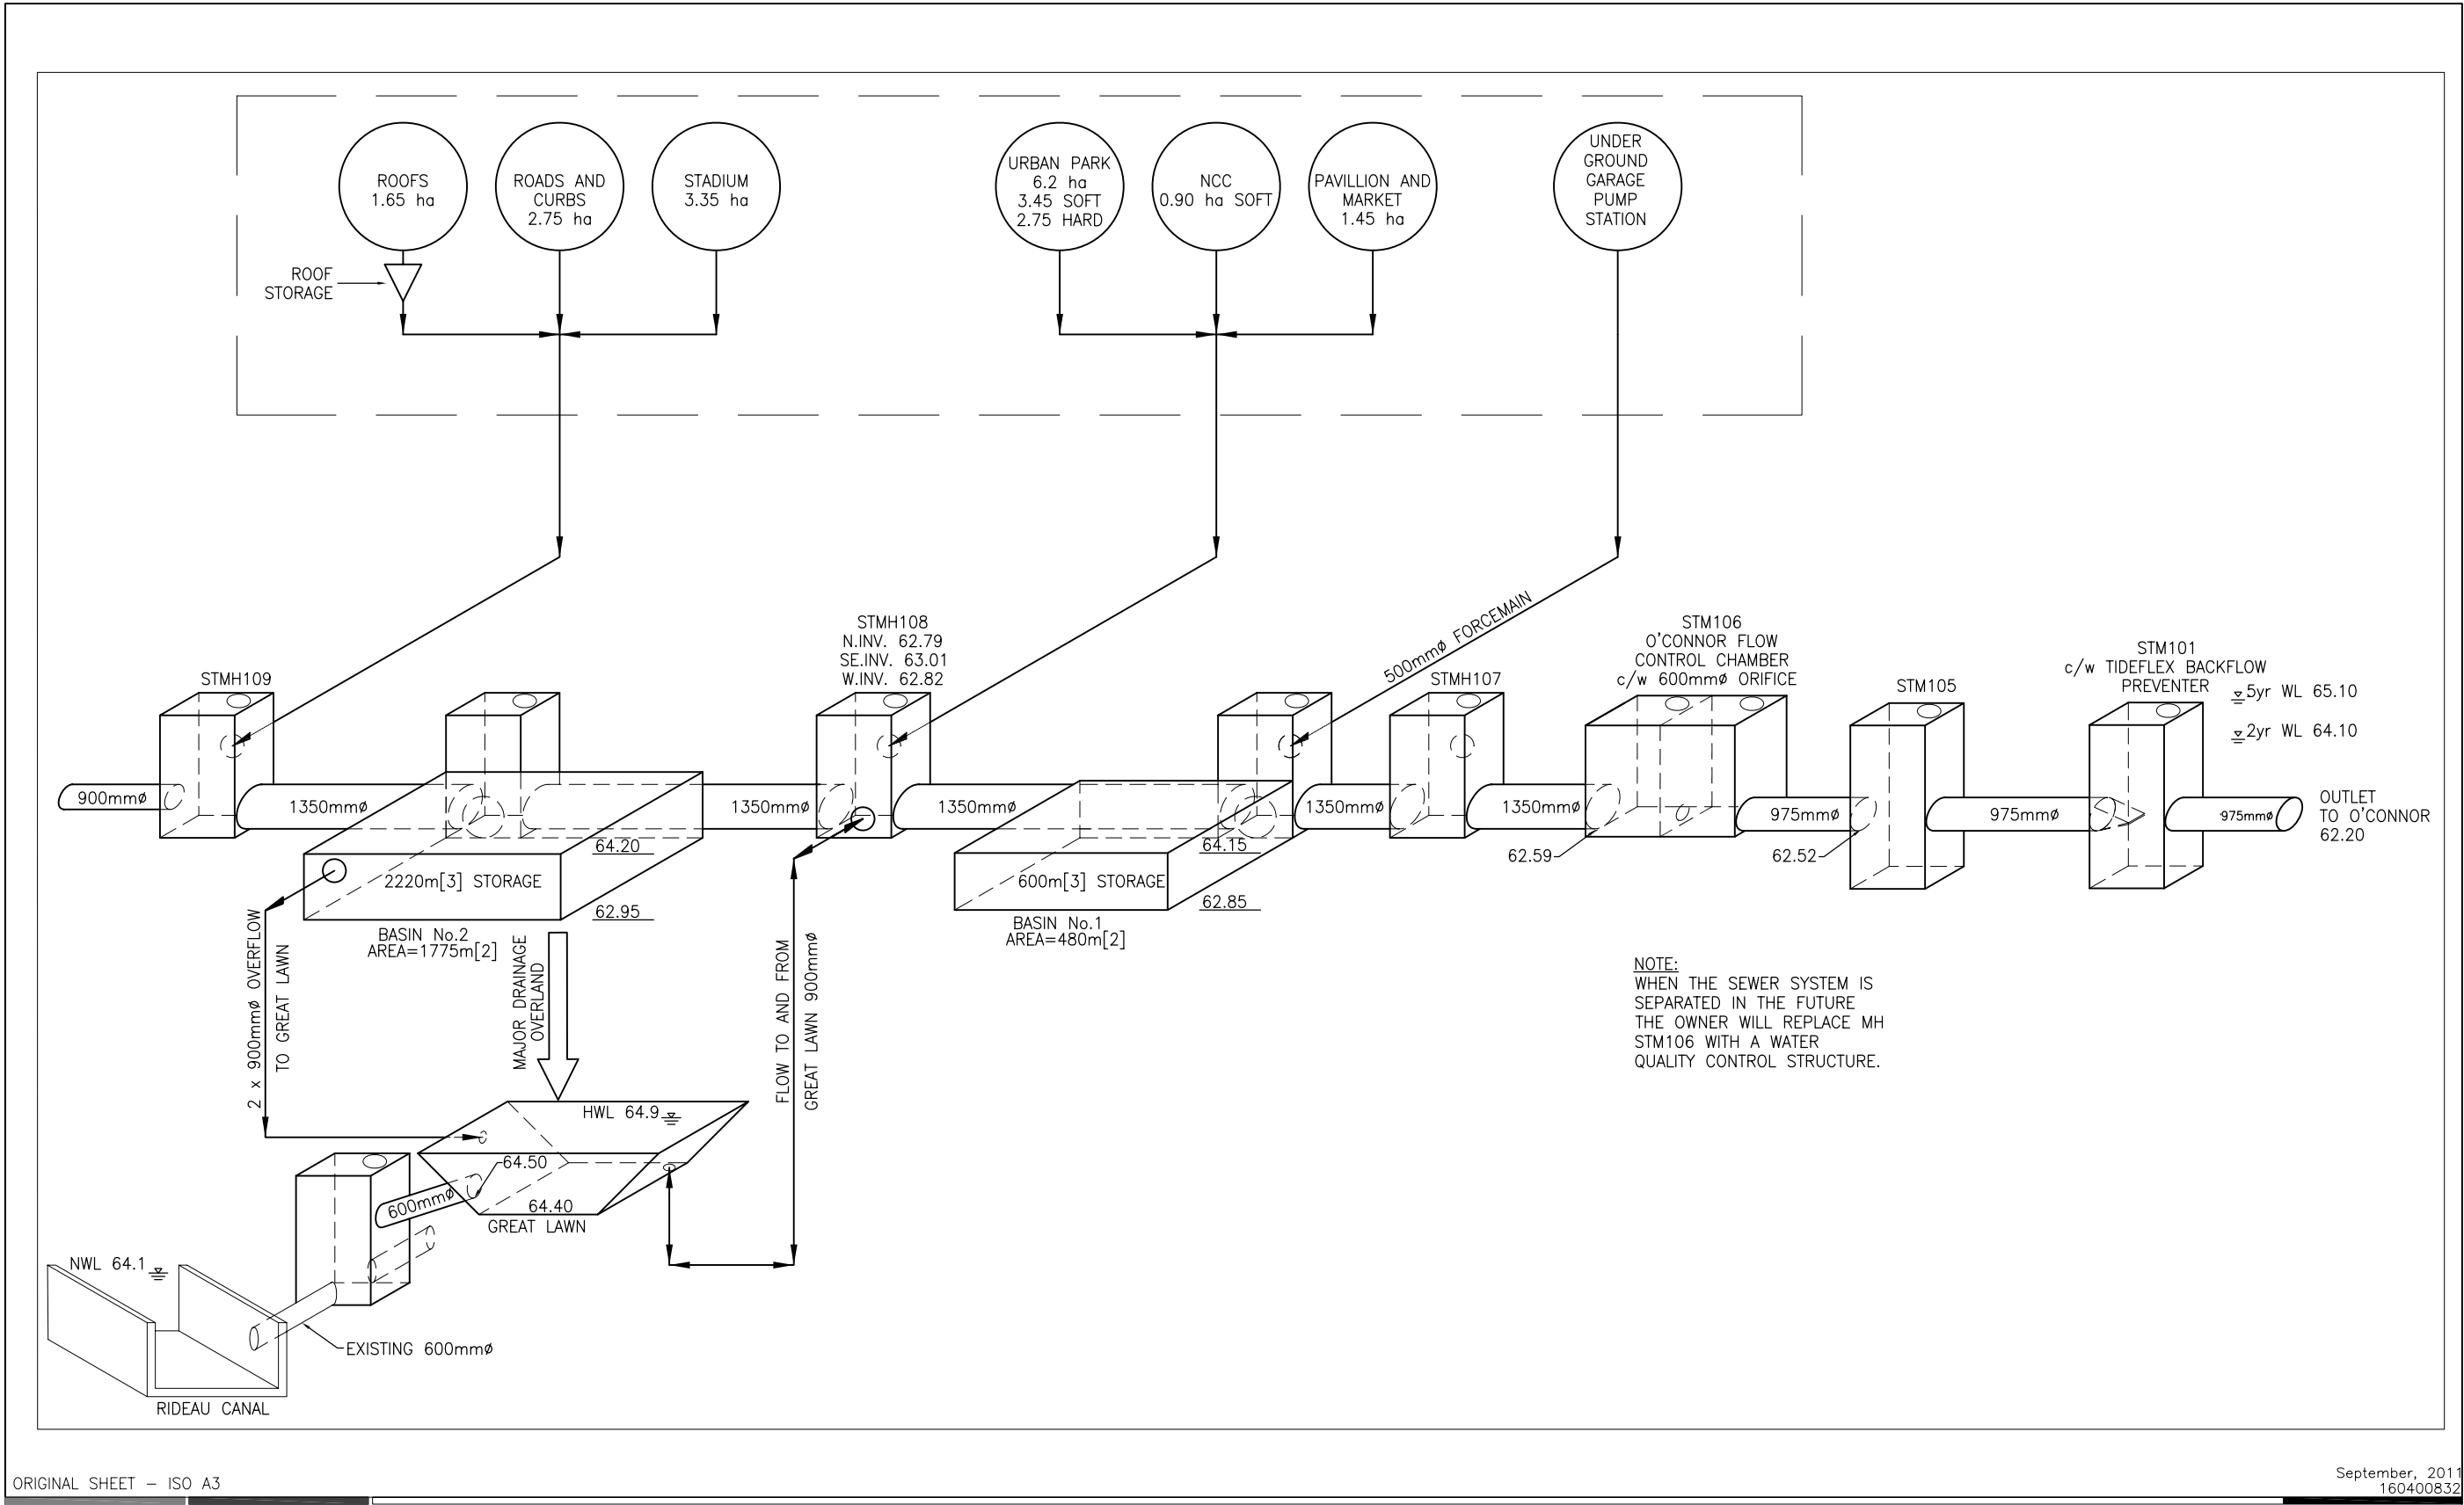 ROOFS
1.65 ha
ROADS AND
CURBS
2.75 ha
STADIUM
3.35 ha
URBAN PARK
6.2 ha
3.45 SOFT
2.75 HARD
NCC
0.90 ha SOFT
PAVILLION AND
MARKET
1.45 ha
UNDER
GROUND
GARAGE
PUMP
STATION
ROOF
STORAGE
500mmø FORCEMAIN
STMH109
STMH108
N.INV. 62.79
SE.INV. 63.01
W.INV. 62.82
STMH107
STM106
O'CONNOR FLOW
CONTROL CHAMBER
c/w 600mmø ORIFICE
STM105
STM101
c/w TIDEFLEX BACKFLOW
PREVENTER
5yr WL 65.10
2yr WL 64.10
900mmø
1350mmø
1350mmø
1350mmø
1350mmø
1350mmø
975mmø
975mmø
975mmø
OUTLET
TO O'CONNOR
62.20
64.20
2220m[3] STORAGE
62.95
BASIN No.2
AREA=1775m[2]
64.15
600m[3] STORAGE
62.85
BASIN No.1
AREA=480m[2]
62.59
62.52
2 x 900mmø OVERFLOW
TO GREAT LAWN
MAJOR DRAINAGE
OVERLAND
FLOW TO AND FROM
GREAT LAWN 900mmø
NOTE:
WHEN THE SEWER SYSTEM IS
SEPARATED IN THE FUTURE
THE OWNER WILL REPLACE MH
STM106 WITH A WATER
QUALITY CONTROL STRUCTURE.
HWL 64.9
64.50
600mmø
64.40
GREAT LAWN
NWL 64.1
EXISTING 600mmø
RIDEAU CANAL
ORIGINAL SHEET – ISO A3
September, 2011
160400832